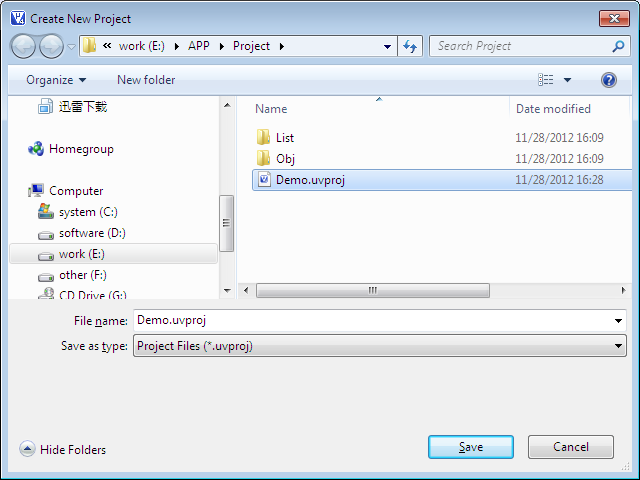 Create New Project
« work (E:) ▸ APP ▸ Project ▸
Search Project
Organize ▾ New folder
Name Date modified
迅雷下载
Homegroup
Computer
system (C:)
software (D:)
work (E:)
other (F:)
CD Drive (G:)
List 11/28/2012 16:09
Obj 11/28/2012 16:09
Demo.uvproj 11/28/2012 16:28
File name: Demo.uvproj
Save as type: Project Files (*.uvproj)
Hide Folders
Save Cancel